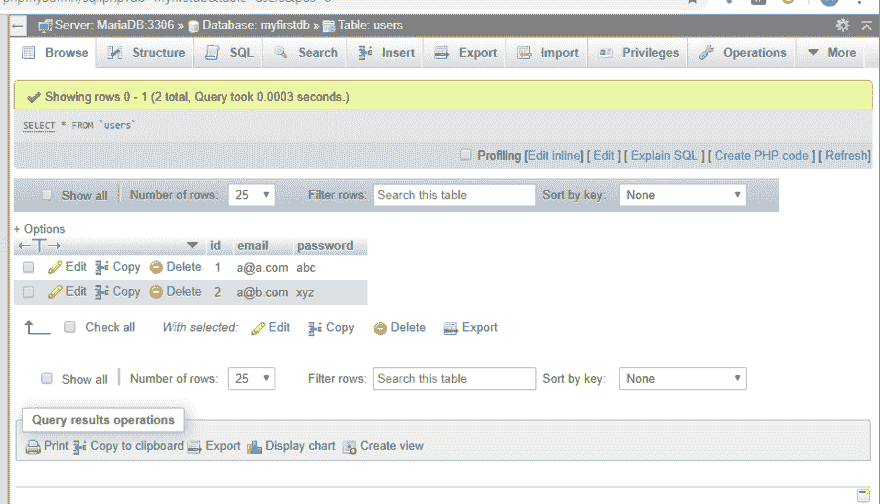 Server: MariaDB:3306 » Database: myfirstdb » Table: users
Browse Structure SQL Search Insert Export Import Privileges Operations More
Showing rows 0 - 1 (2 total, Query took 0.0003 seconds.)
SELECT * FROM `users`
Profiling [Edit inline] [ Edit ] [ Explain SQL ] [ Create PHP code ] [ Refresh]
Show all Number of rows: 25 Filter rows: Search this table Sort by key: None
+ Options
←T→ id email password
Edit Copy Delete 1 a@a.com abc
Edit Copy Delete 2 a@b.com xyz
Check all With selected: Edit Copy Delete Export
Show all Number of rows: 25 Filter rows: Search this table Sort by key: None
Query results operations
Print Copy to clipboard Export Display chart Create view